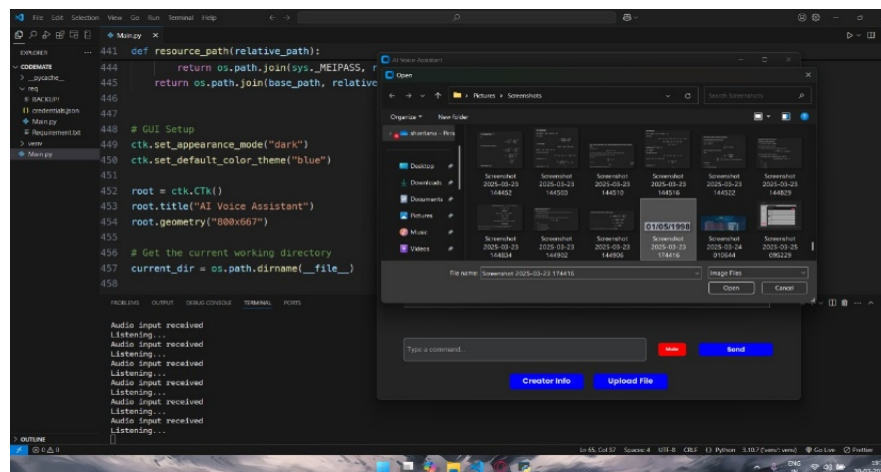 File Edit Selection View Go Run Terminal Help
Main.py
EXPLORER
CODEMATE
__pycache__
req
BACKUP!
credentials.json
Main.py
Requirement.txt
venv
Main.py
441 def resource_path(relative_path):
444 return os.path.join(sys._MEIPASS, r
445 return os.path.join(base_path, relative
446
447
448 # GUI Setup
449 ctk.set_appearance_mode("dark")
450 ctk.set_default_color_theme("blue")
451
452 root = ctk.CTk()
453 root.title("AI Voice Assistant")
454 root.geometry("800x667")
455
456 # Get the current working directory
457 current_dir = os.path.dirname(__file__)
458
PROBLEMS OUTPUT DEBUG CONSOLE TERMINAL PORTS
Audio input received
Listening...
Audio input received
Listening...
Audio input received
Listening...
Audio input received
Listening...
Audio input received
Listening...
Audio input received
Listening...
AI Voice Assistant
Open
Pictures > Screenshots
Search Screenshots
Organize New folder
Desktop
Downloads
Documents
Pictures
Music
Videos
Screenshot 2025-03-23 144452
Screenshot 2025-03-23 144503
Screenshot 2025-03-23 144510
Screenshot 2025-03-23 144516
Screenshot 2025-03-23 144522
Screenshot 2025-03-23 144829
01/05/1998
Screenshot 2025-03-23 144834
Screenshot 2025-03-23 144902
Screenshot 2025-03-23 144906
Screenshot 2025-03-23 174416
Screenshot 2025-03-24 010644
Screenshot 2025-03-25 095229
File name: Screenshot 2025-03-23 174416
Image Files
Open Cancel
Type a command...
Mute
Send
Creator Info
Upload File
OUTLINE
0 0
Ln 65, Col 37 Spaces: 4 UTF-8 CRLF Python 3.10.7 ('venv': venv) Go Live Prettier
ENG
IN